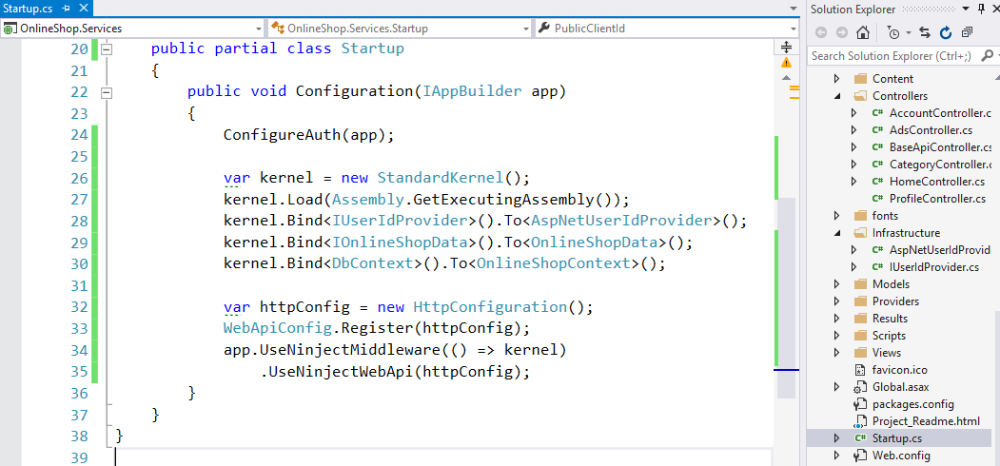 Startup.cs
OnlineShop.Services
OnlineShop.Services.Startup
PublicClientId
20 public partial class Startup
21 {
22 public void Configuration(IAppBuilder app)
23 {
24 ConfigureAuth(app);
25
26 var kernel = new StandardKernel();
27 kernel.Load(Assembly.GetExecutingAssembly());
28 kernel.Bind<IUserIdProvider>().To<AspNetUserIdProvider>();
29 kernel.Bind<IOnlineShopData>().To<OnlineShopData>();
30 kernel.Bind<DbContext>().To<OnlineShopContext>();
31
32 var httpConfig = new HttpConfiguration();
33 WebApiConfig.Register(httpConfig);
34 app.UseNinjectMiddleware(() => kernel)
35 .UseNinjectWebApi(httpConfig);
36 }
37 }
38 }
39
Solution Explorer
Search Solution Explorer (Ctrl+;)
Content
Controllers
C# AccountController.c
C# AdsController.cs
C# BaseApiController.cs
C# CategoryController.c
C# HomeController.cs
C# ProfileController.cs
fonts
Infrastructure
C# AspNetUserIdProvid
C# IUserIdProvider.cs
Models
Providers
Results
Scripts
Views
favicon.ico
Global.asax
packages.config
Project_Readme.html
C# Startup.cs
Web.config